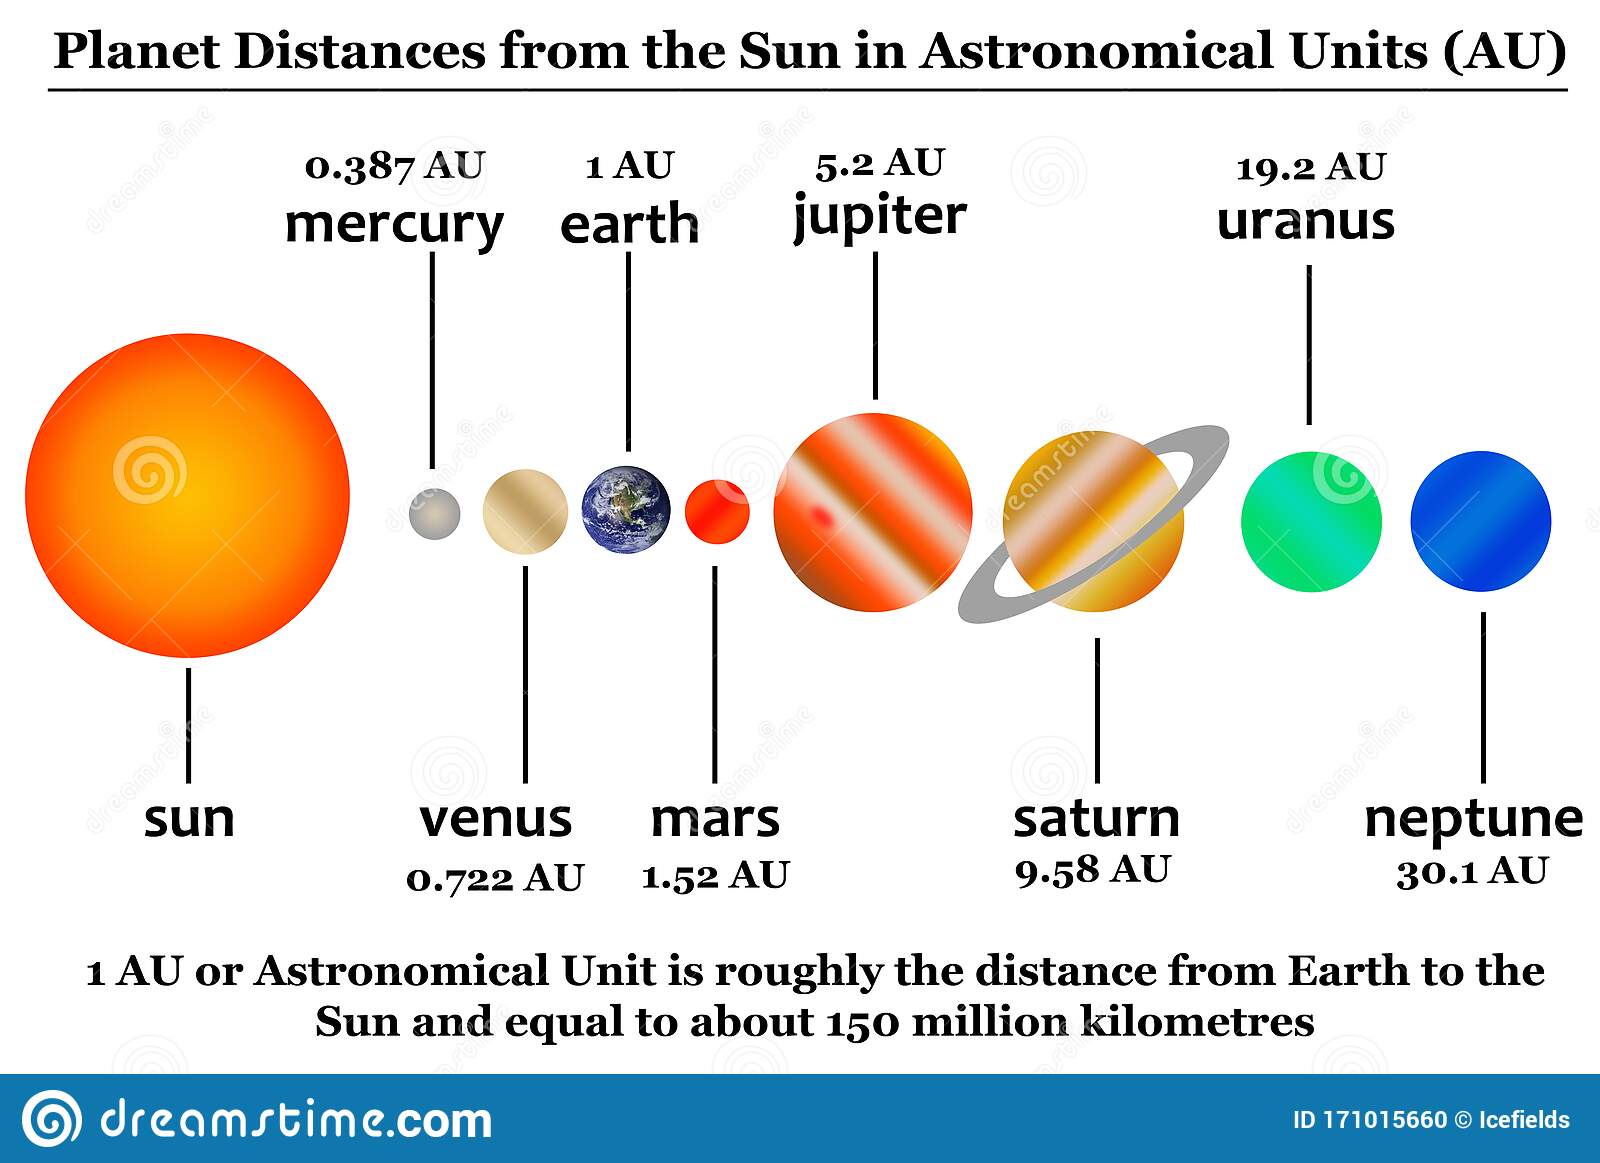 Planet Distances from the Sun in Astronomical Units (AU)
0.387 AU
mercury
1 AU
earth
5.2 AU
jupiter
19.2 AU
uranus
sun
venus
0.722 AU
mars
1.52 AU
saturn
9.58 AU
neptune
30.1 AU
1 AU or Astronomical Unit is roughly the distance from Earth to the
Sun and equal to about 150 million kilometres
dreamstime.com
ID 171015660 © Icefields